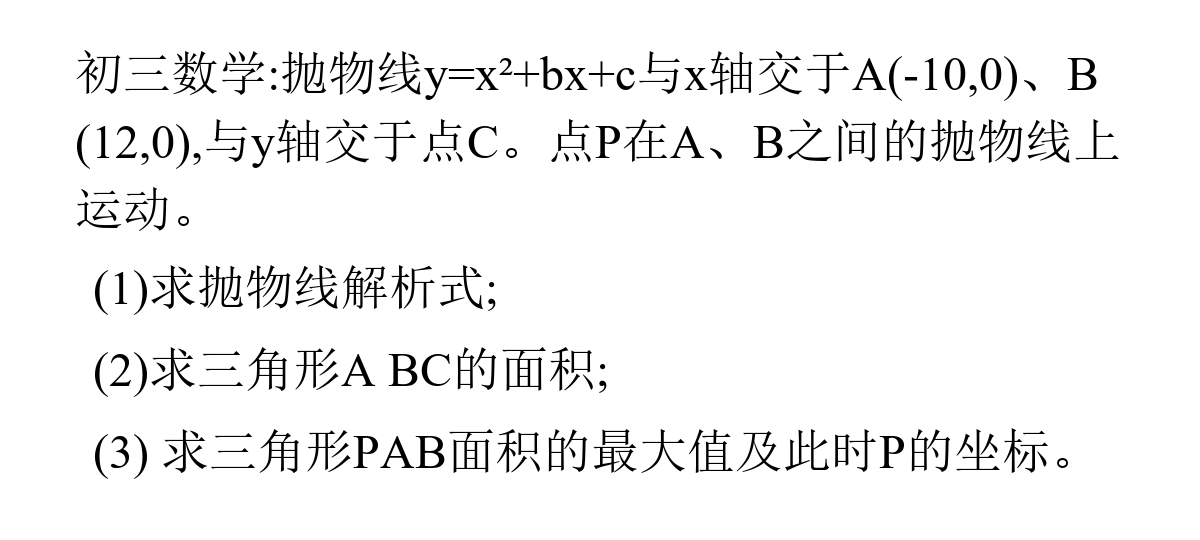 初三数学:抛物线y=x²+bx+c与x轴交于A(-10,0)、B
(12,0),与y轴交于点C。点P在A、B之间的抛物线上
运动。
(1)求抛物线解析式;
(2)求三角形A BC的面积;
(3) 求三角形PAB面积的最大值及此时P的坐标。